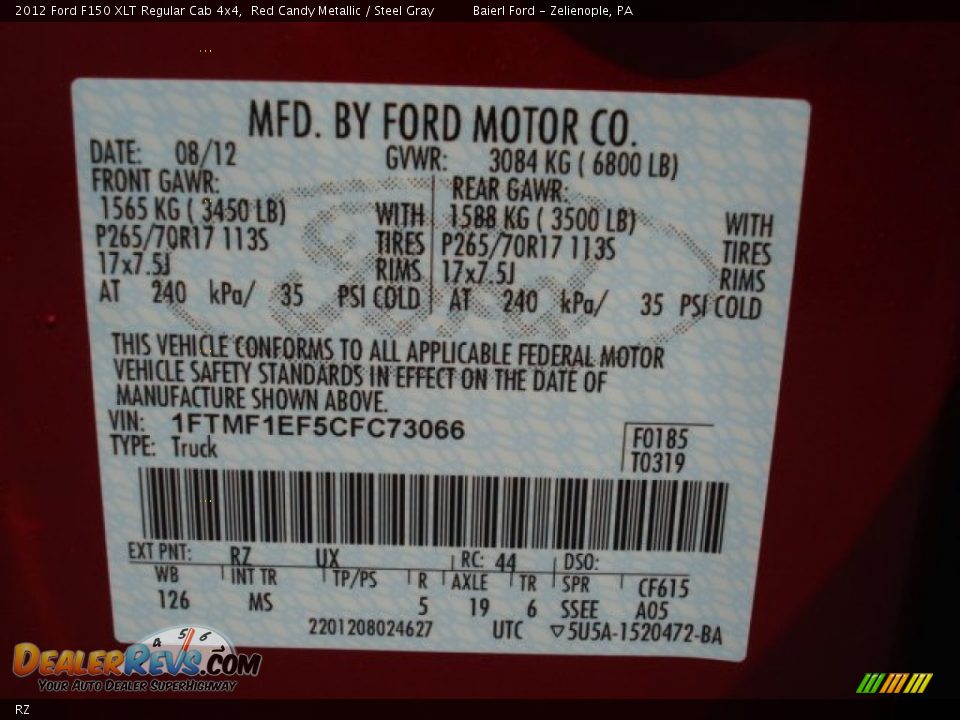 2012 Ford F150 XLT Regular Cab 4x4, Red Candy Metallic / Steel Gray Baierl Ford - Zelienople, PA
MFD. BY FORD MOTOR CO.
DATE: 08/12 GVWR: 3084 KG ( 6800 LB)
FRONT GAWR: REAR GAWR:
1565 KG ( 3450 LB) WITH 1588 KG ( 3500 LB) WITH
P265/70R17 113S TIRES P265/70R17 113S TIRES
17x7.5J RIMS 17x7.5J RIMS
AT 240 kPa/ 35 PSI COLD AT 240 kPa/ 35 PSI COLD
THIS VEHICLE CONFORMS TO ALL APPLICABLE FEDERAL MOTOR
VEHICLE SAFETY STANDARDS IN EFFECT ON THE DATE OF
MANUFACTURE SHOWN ABOVE.
VIN: 1FTMF1EF5CFC73066
TYPE: Truck
F0185
T0319
EXT PNT: RZ UX RC: 44 DSO:
WB INT TR TP/PS R AXLE TR SPR CF615
126 MS 5 19 6 SSEE A05
2201208024627 UTC ▽5U5A-1520472-BA
4 5 6
DEALERREVS.COM
YOUR AUTO DEALER SUPERHIGHWAY
RZ